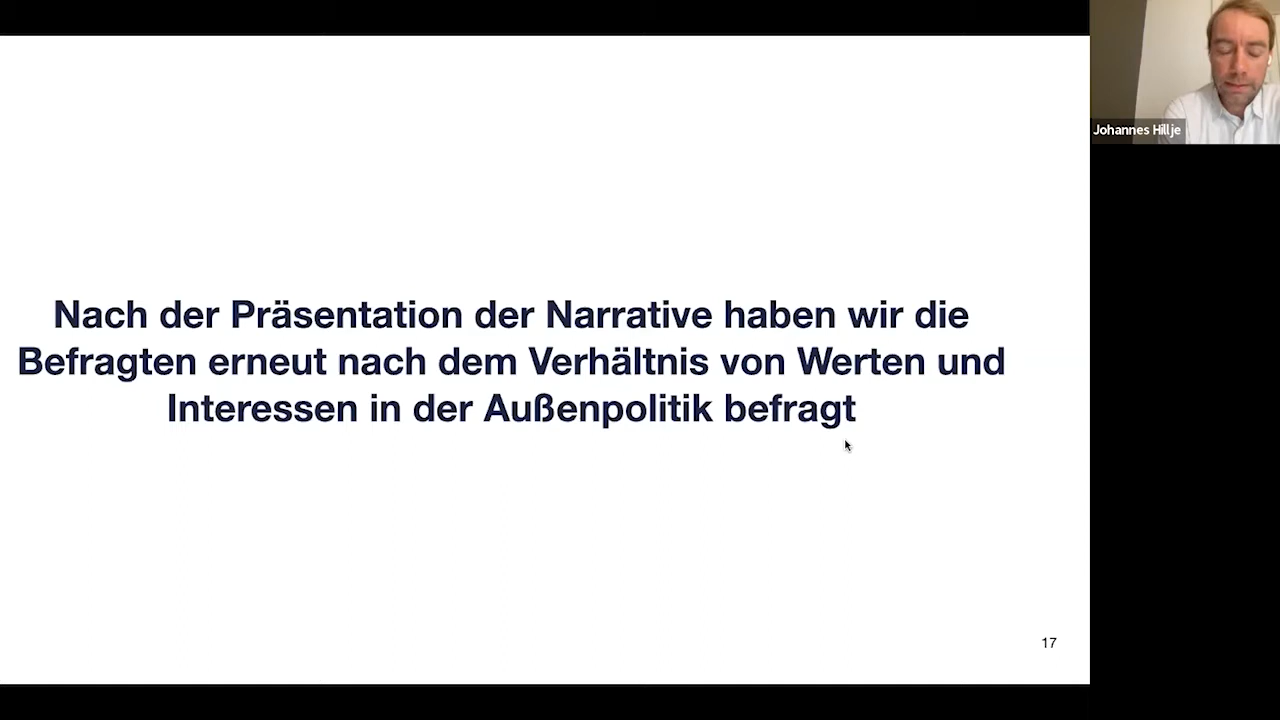 Nach der Präsentation der Narrative haben wir die
Befragten erneut nach dem Verhältnis von Werten und
Interessen in der Außenpolitik befragt
17
Johannes Hillje